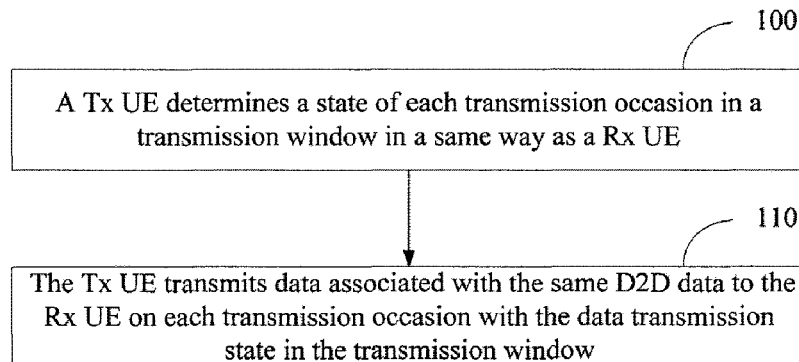 100
A Tx UE determines a state of each transmission occasion in a
transmission window in a same way as a Rx UE
110
The Tx UE transmits data associated with the same D2D data to the
Rx UE on each transmission occasion with the data transmission
state in the transmission window